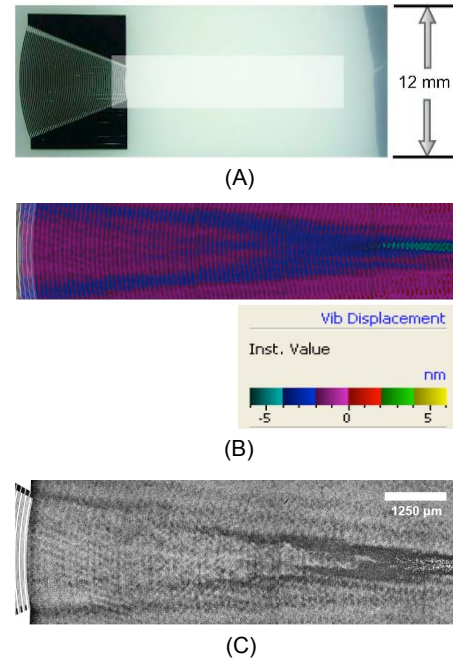 12 mm
(A)
Vib Displacement
Inst. Value
nm
-5 0 5
(B)
1250 µm
(C)